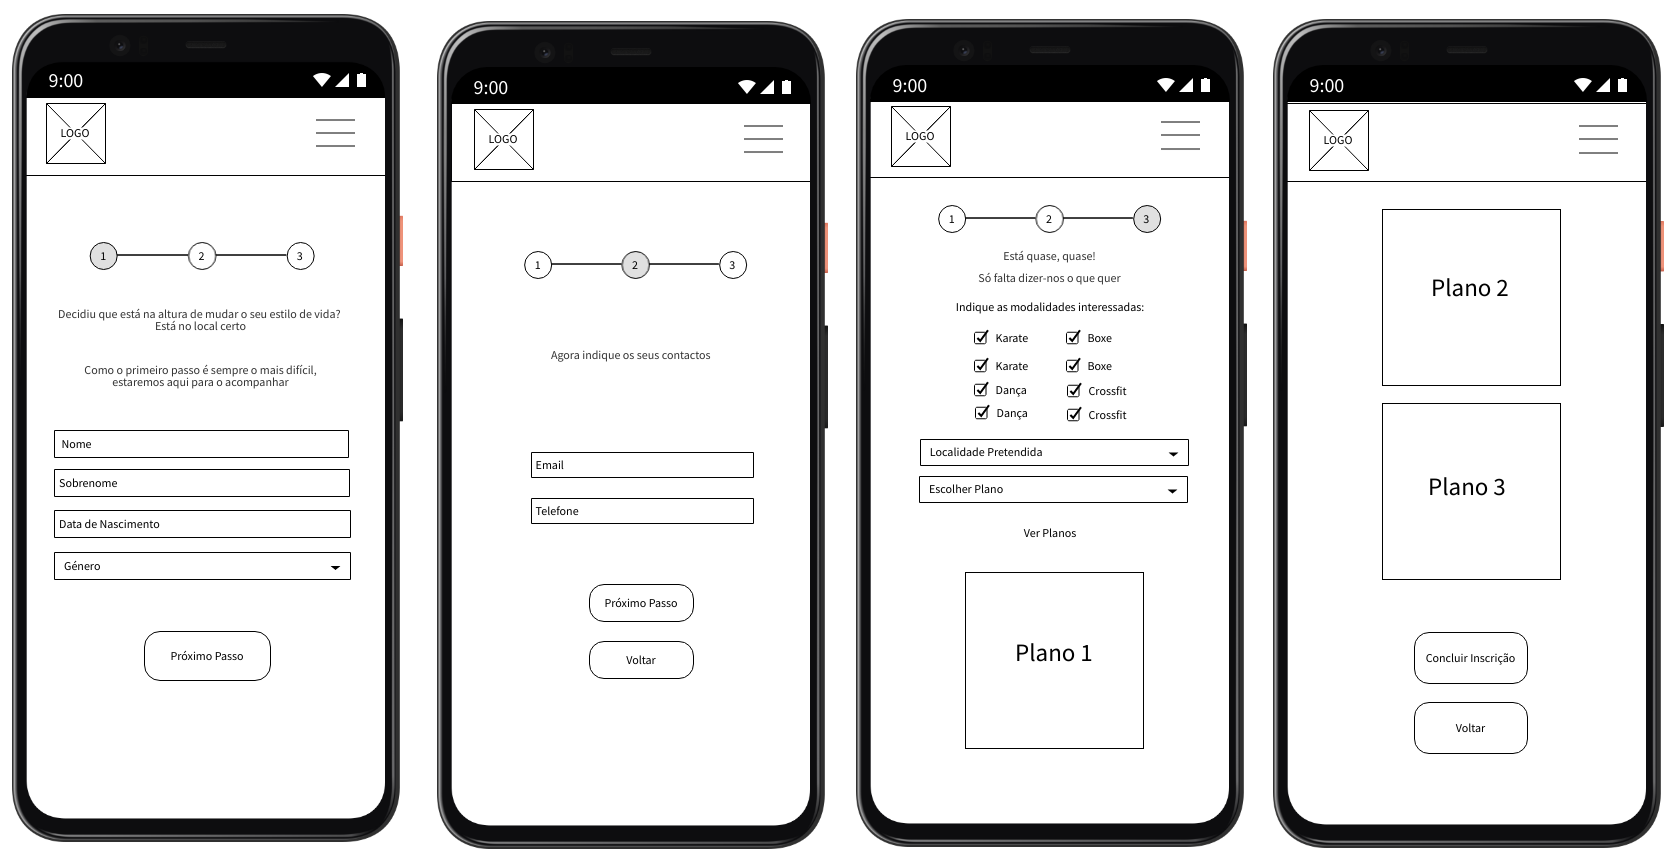 9:00
LOGO
1 2 3
Decidiu que está na altura de mudar o seu estilo de vida?
Está no local certo
Como o primeiro passo é sempre o mais difícil,
estaremos aqui para o acompanhar
Nome
Sobrenome
Data de Nascimento
Género
Próximo Passo
9:00
LOGO
1 2 3
Agora indique os seus contactos
Email
Telefone
Próximo Passo
Voltar
9:00
LOGO
1 2 3
Está quase, quase!
Só falta dizer-nos o que quer
Indique as modalidades interessadas:
Karate Boxe
Karate Boxe
Dança Crossfit
Dança Crossfit
Localidade Pretendida
Escolher Plano
Ver Planos
Plano 1
9:00
LOGO
Plano 2
Plano 3
Concluir Inscrição
Voltar